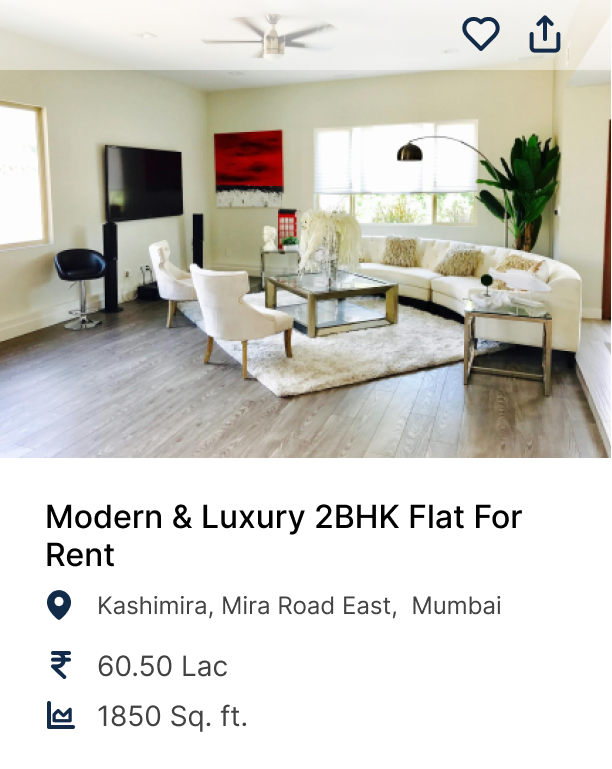 Modern & Luxury 2BHK Flat For
Rent
Kashimira, Mira Road East, Mumbai
₹ 60.50 Lac
1850 Sq. ft.